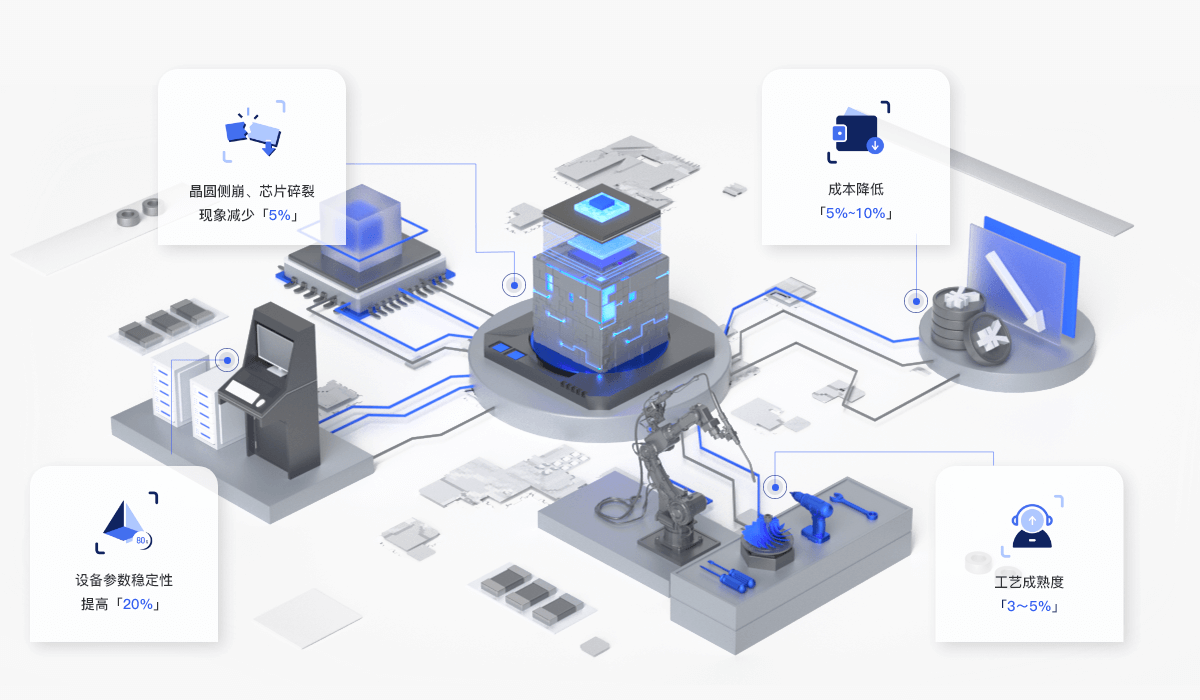 晶圆侧崩、芯片碎裂
现象减少「5%」
成本降低
「5%~10%」
设备参数稳定性
提高「20%」
工艺成熟度
「3～5%」